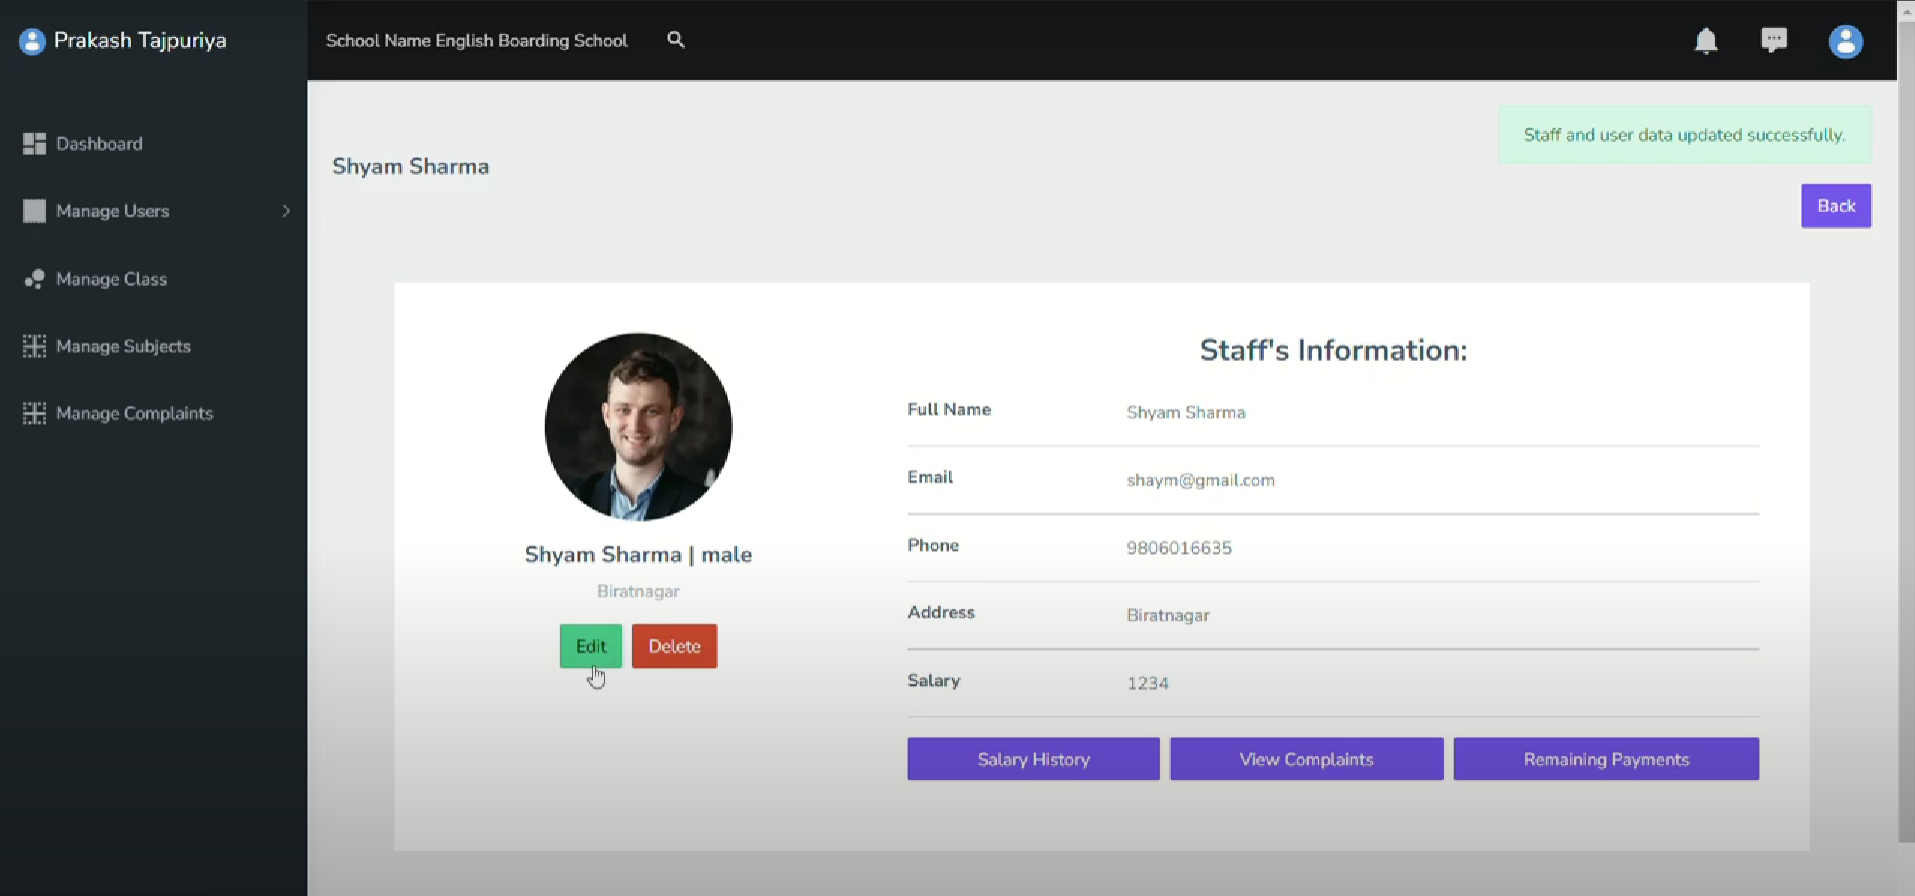 Prakash Tajpuriya
School Name English Boarding School
Dashboard
Manage Users
Manage Class
Manage Subjects
Manage Complaints
Staff and user data updated successfully.
Shyam Sharma
Back
Shyam Sharma | male
Biratnagar
Edit
Delete
Staff's Information:
Full Name Shyam Sharma
Email shaym@gmail.com
Phone 9806016635
Address Biratnagar
Salary 1234
Salary History
View Complaints
Remaining Payments